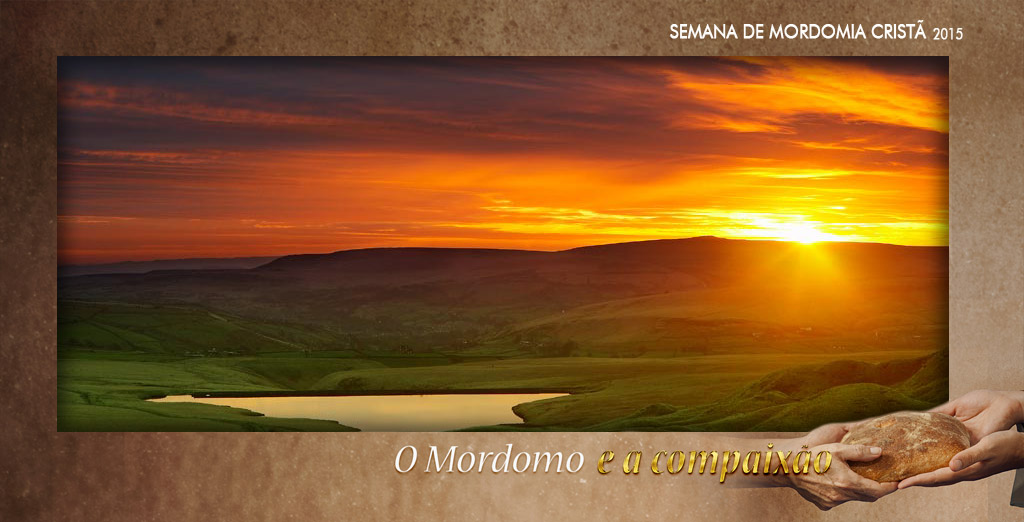 SEMANA DE MORDOMIA CRISTÃ 2015
O Mordomo e a compaixão